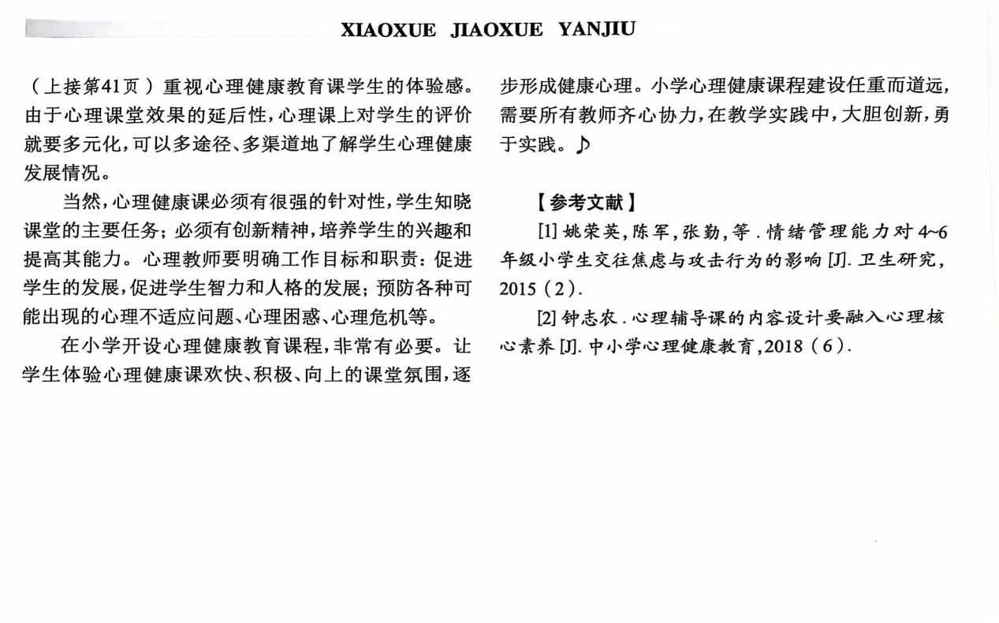 XIAOXUE JIAOXUE YANJIU
（上接第41页）重视心理健康教育课学生的体验感。
由于心理课堂效果的延后性，心理课上对学生的评价
就要多元化，可以多途径、多渠道地了解学生心理健康
发展情况。
当然，心理健康课必须有很强的针对性，学生知晓
课堂的主要任务；必须有创新精神，培养学生的兴趣和
提高其能力。心理教师要明确工作目标和职责：促进
学生的发展，促进学生智力和人格的发展；预防各种可
能出现的心理不适应问题、心理困惑、心理危机等。
在小学开设心理健康教育课程，非常有必要。让
学生体验心理健康课欢快、积极、向上的课堂氛围，逐
步形成健康心理。小学心理健康课程建设任重而道远，
需要所有教师齐心协力，在教学实践中，大胆创新，勇
于实践。♪
【参考文献】
[1] 姚荣英，陈军，张勤，等．情绪管理能力对 4~6
年级小学生交往焦虑与攻击行为的影响 [J]. 卫生研究，
2015（2）.
[2] 钟志农．心理辅导课的内容设计要融入心理核
心素养 [J]. 中小学心理健康教育，2018（6）.